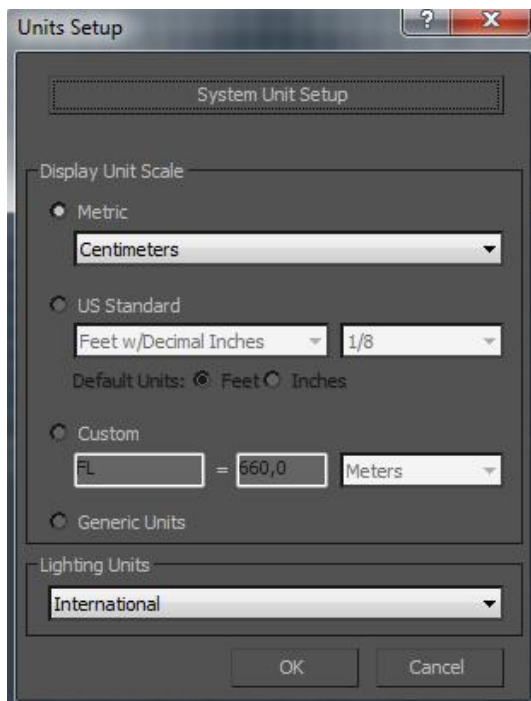 Units Setup
?
System Unit Setup
Display Unit Scale
Metric
Centimeters
US Standard
Feet w/Decimal Inches 1/8
Default Units: Feet Inches
Custom
FL = 660,0 Meters
Generic Units
Lighting Units
International
OK Cancel